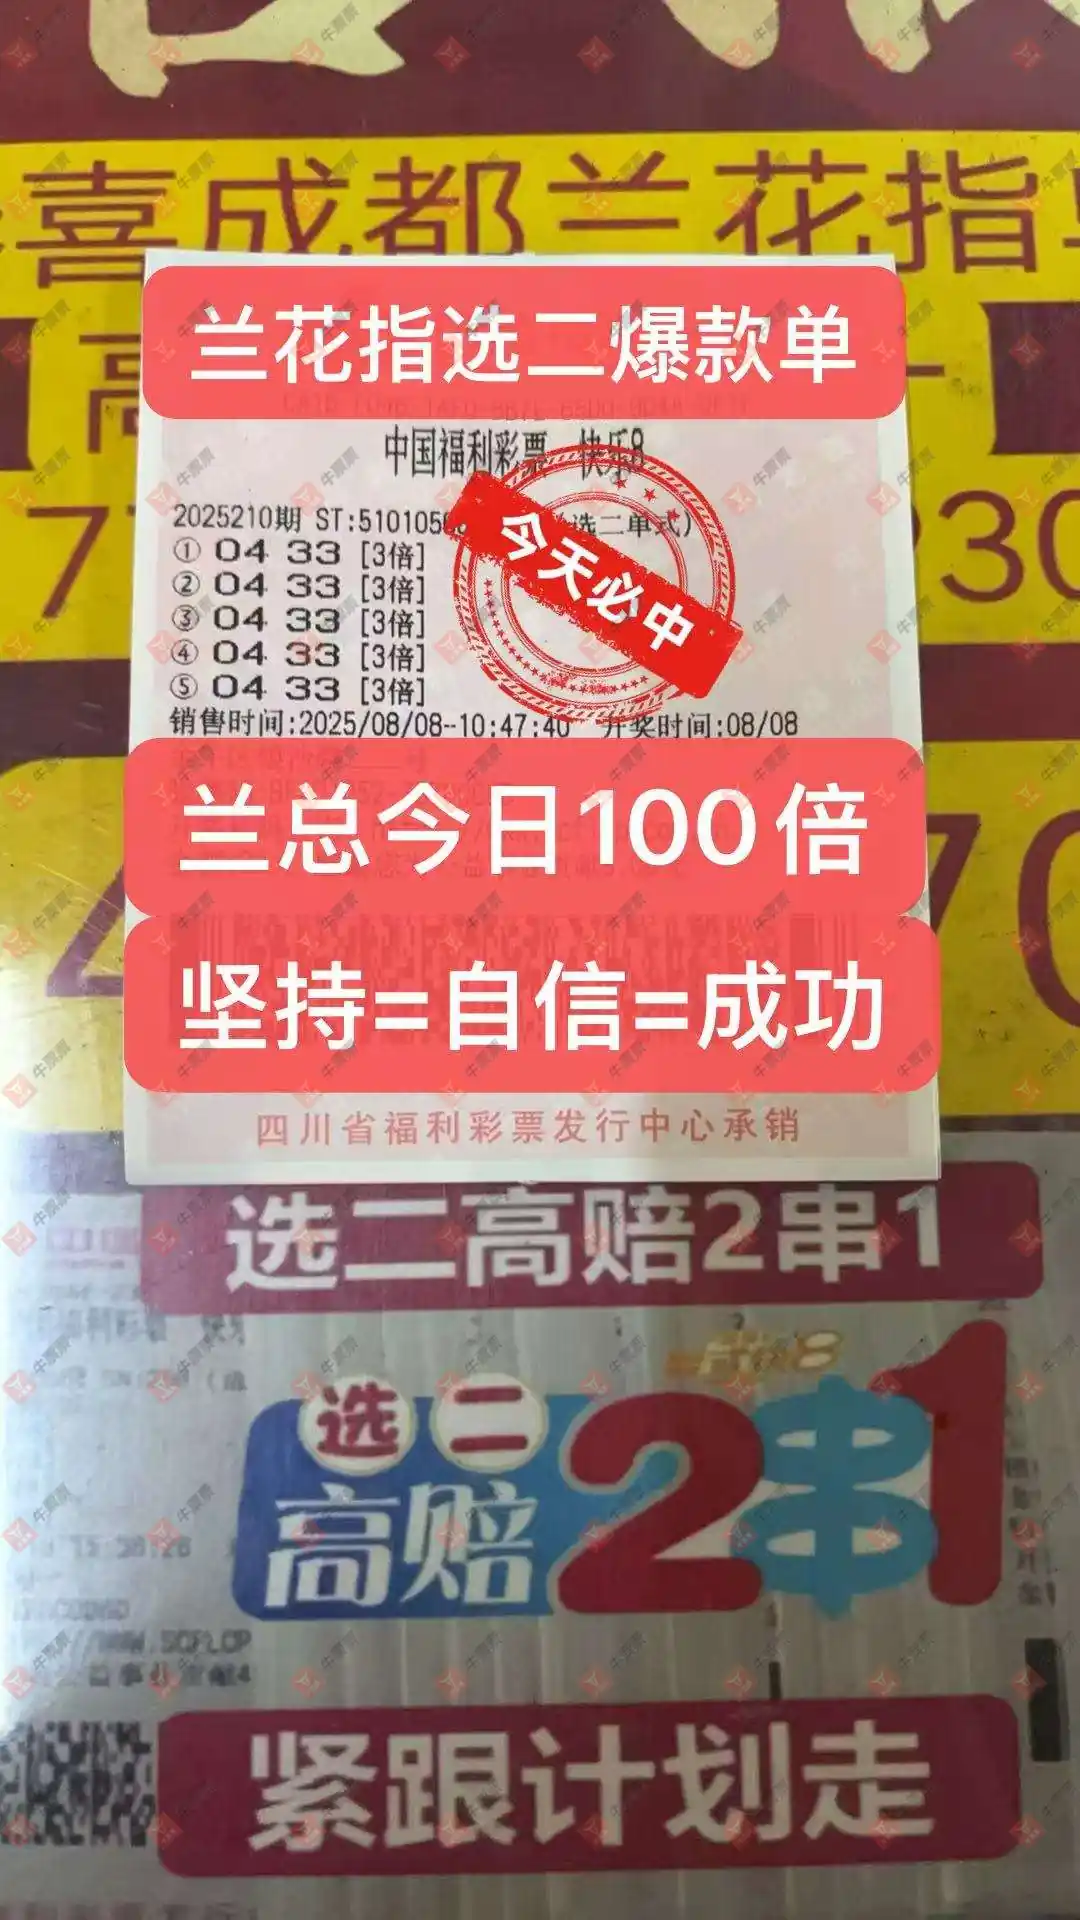 喜成都兰花指
兰花指选二爆款单
高
中国福利彩票 快乐8
2025210期 ST:510105 选二单式)
① 04 33 [3倍]
② 04 33 [3倍]
③ 04 33 [3倍]
④ 04 33 [3倍]
⑤ 04 33 [3倍]
今天必中
销售时间:2025/08/08-10:47:40 开奖时间:08/08
兰总今日100倍
坚持=自信=成功
四川省福利彩票发行中心承销
选二高赔2串1
选二
高赔
2串1
紧跟计划走
牛票票